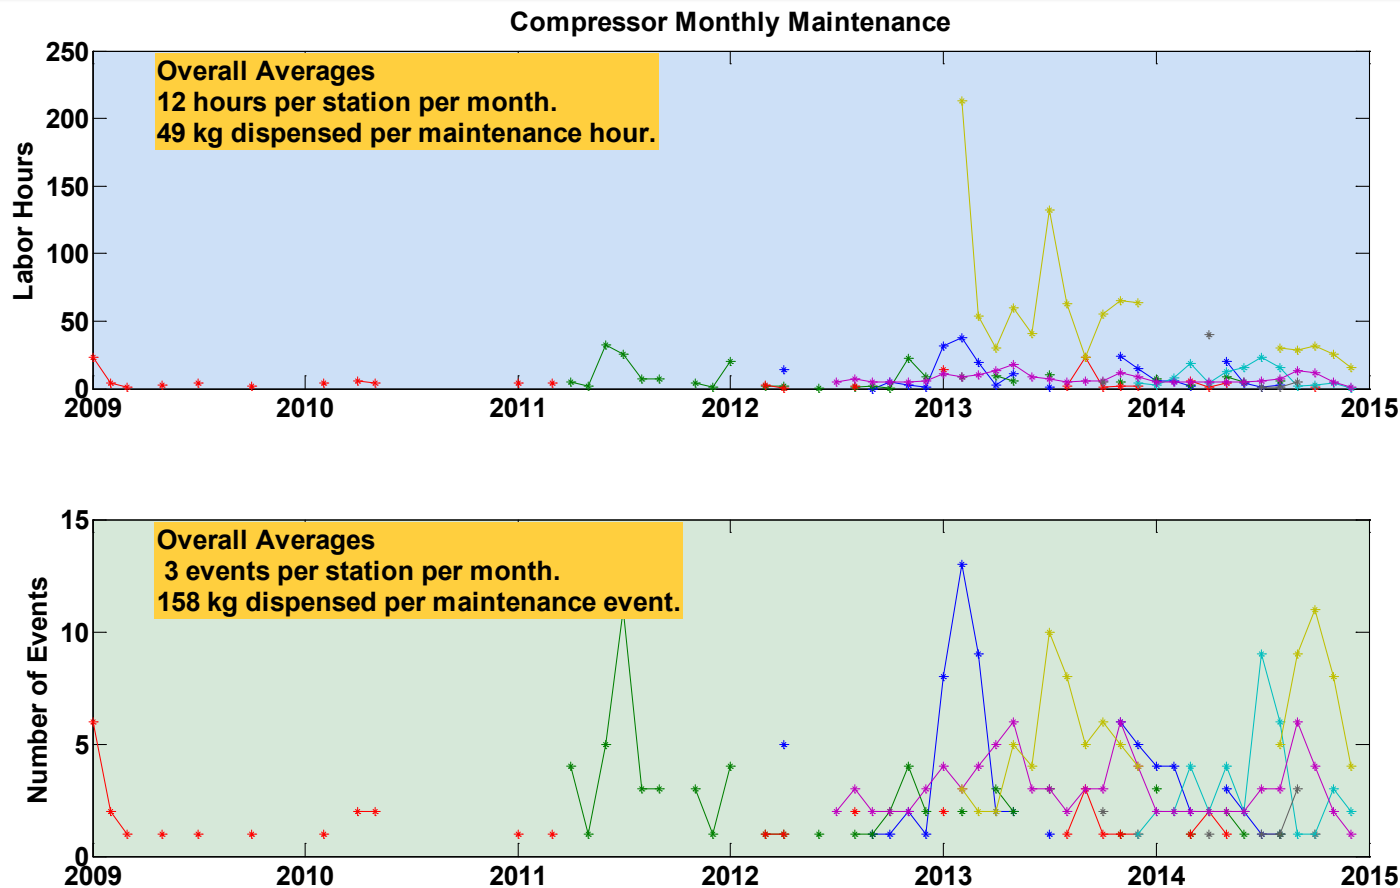 Compressor Monthly Maintenance
250
200
150
100
50
0
Labor Hours
Overall Averages
12 hours per station per month.
49 kg dispensed per maintenance hour.
2009 2010 2011 2012 2013 2014 2015
15
10
5
0
Number of Events
Overall Averages
3 events per station per month.
158 kg dispensed per maintenance event.
2009 2010 2011 2012 2013 2014 2015